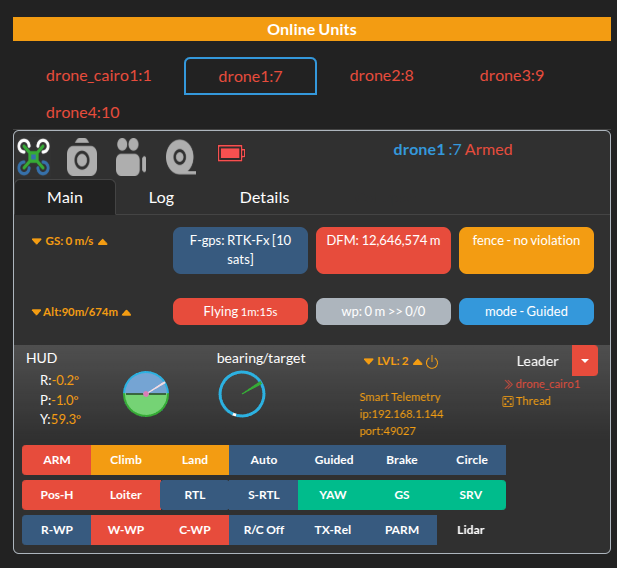 Online Units
drone_cairo1:1 drone1:7 drone2:8 drone3:9
drone4:10
drone1 :7 Armed
Main Log Details
GS: 0 m/s F-gps: RTK-Fx [10 sats] DFM: 12,646,574 m fence - no violation
Alt:90m/674m Flying 1m:15s wp: 0 m >> 0/0 mode - Guided
HUD bearing/target LVL: 2 Leader
R:-0.2º
P:-1.0º
Y:59.3º
Smart Telemetry
ip:192.168.1.144
port:49027
drone_cairo1
Thread
ARM Climb Land Auto Guided Brake Circle
Pos-H Loiter RTL S-RTL YAW GS SRV
R-WP W-WP C-WP R/C Off TX-Rel PARM Lidar